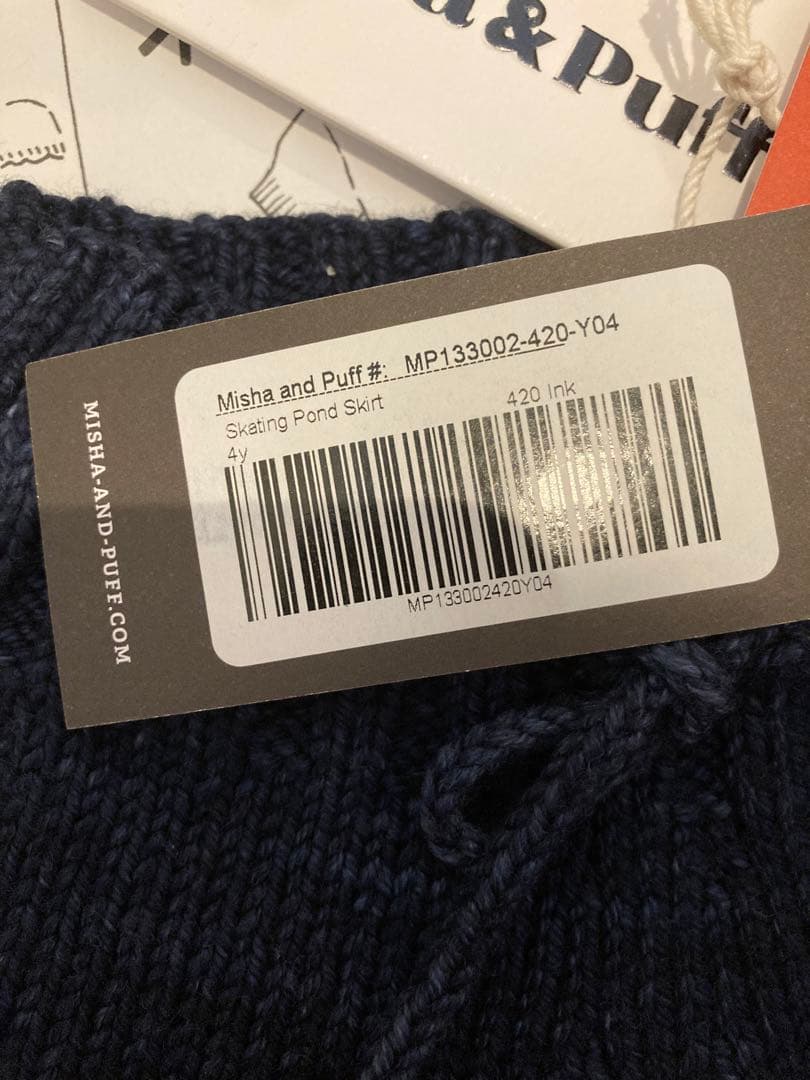 & Puff
Misha and Puff #: MP133002-420-Y04
Skating Pond Skirt 420 Ink
4y
MP133002420Y04
MISHA-AND-PUFF.COM